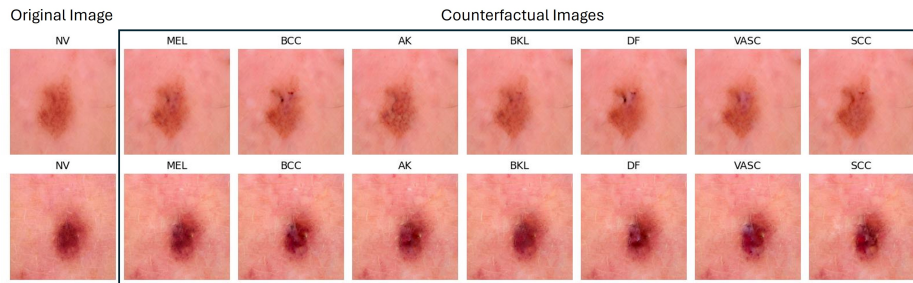 Original Image Counterfactual Images
NV MEL BCC AK BKL DF VASC SCC
NV MEL BCC AK BKL DF VASC SCC